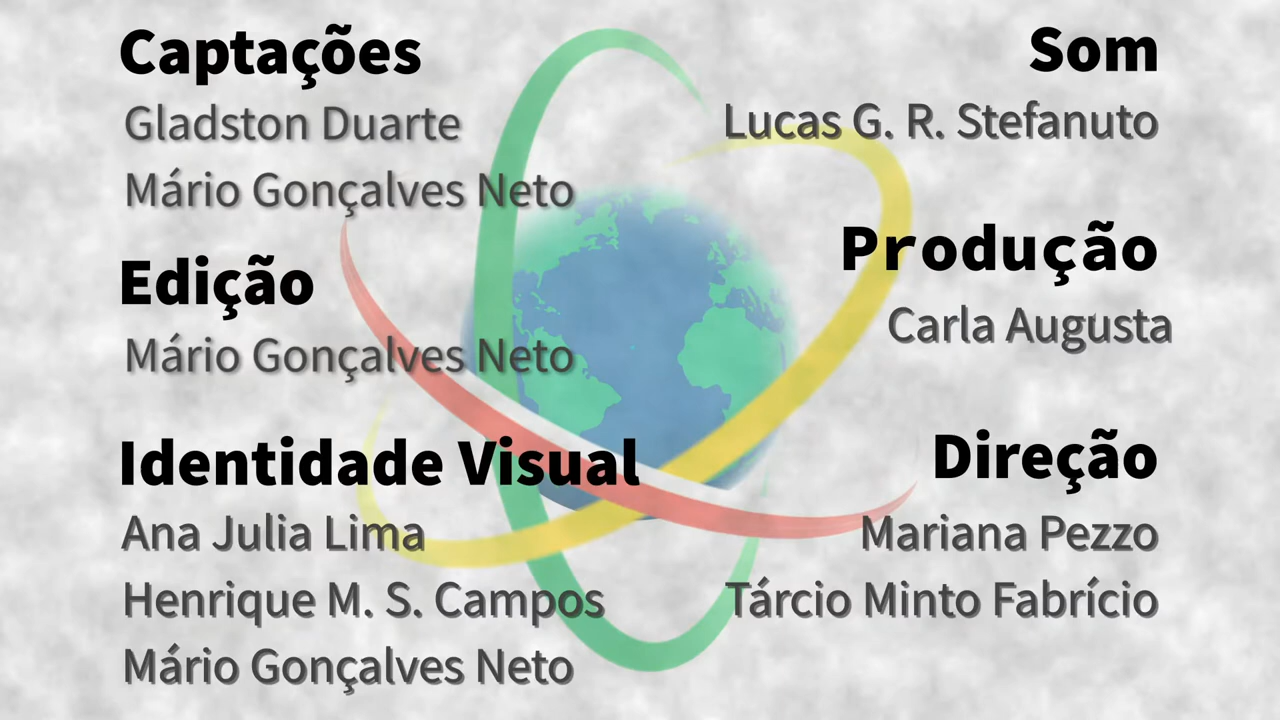 Captações
Gladston Duarte
Mário Gonçalves Neto
Edição
Mário Gonçalves Neto
Identidade Visual
Ana Julia Lima
Henrique M. S. Campos
Mário Gonçalves Neto
Som
Lucas G. R. Stefanuto
Produção
Carla Augusta
Direção
Mariana Pezzo
Tárcio Minto Fabrício